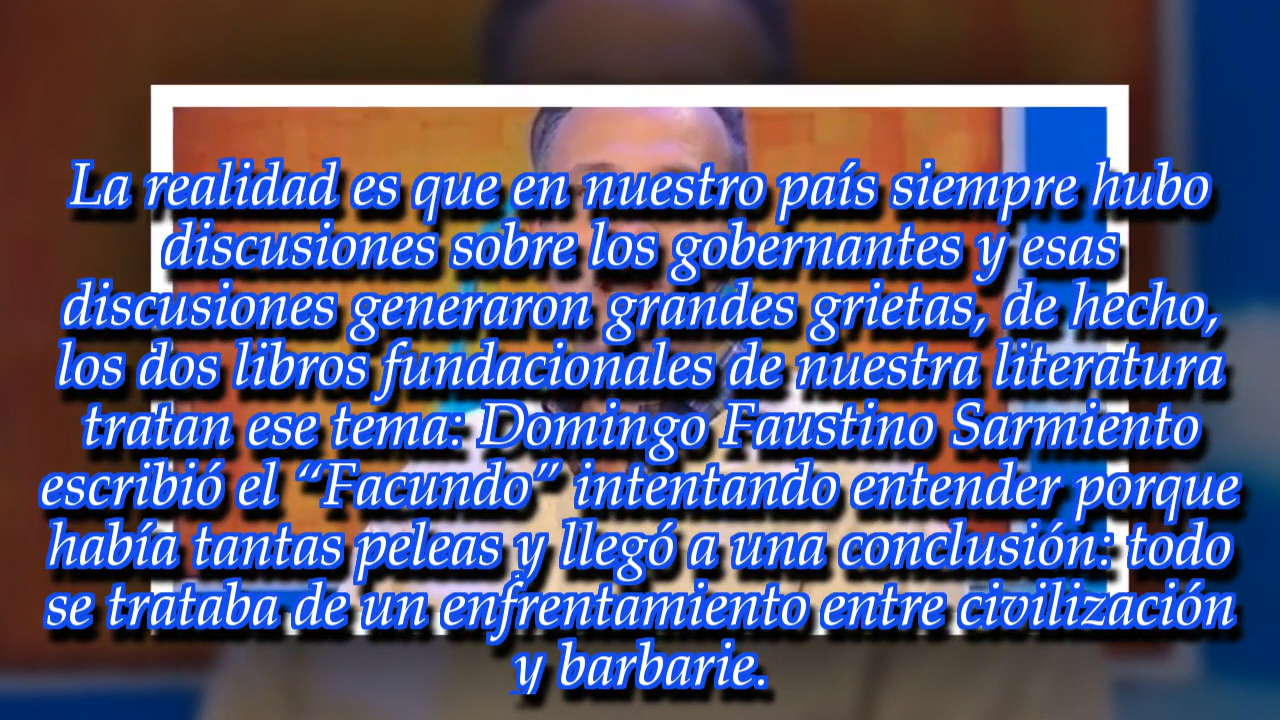 La realidad es que en nuestro país siempre hubo
discusiones sobre los gobernantes y esas
discusiones generaron grandes grietas, de hecho,
los dos libros fundacionales de nuestra literatura
tratan ese tema: Domingo Faustino Sarmiento
escribió el “Facundo” intentando entender porque
había tantas peleas y llegó a una conclusión: todo
se trataba de un enfrentamiento entre civilización
y barbarie.